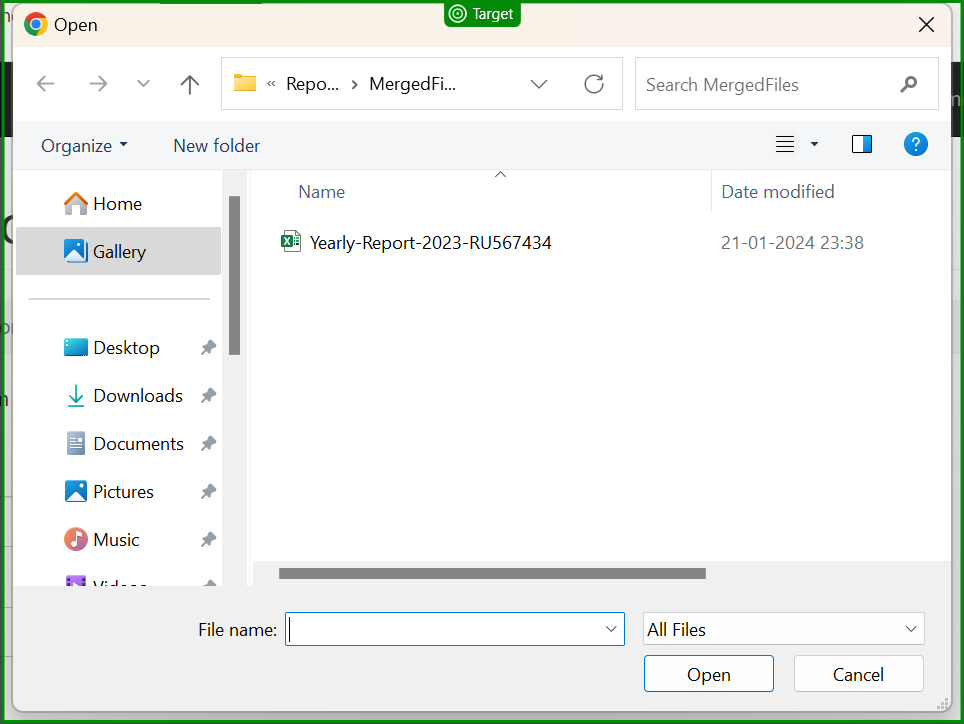 Target
Open
« Repo... > MergedFi...
Search MergedFiles
Organize
New folder
?
Home
Gallery
Desktop
Downloads
Documents
Pictures
Music
Videos
Name
Date modified
Yearly-Report-2023-RU567434
21-01-2024 23:38
File name:
All Files
Open
Cancel